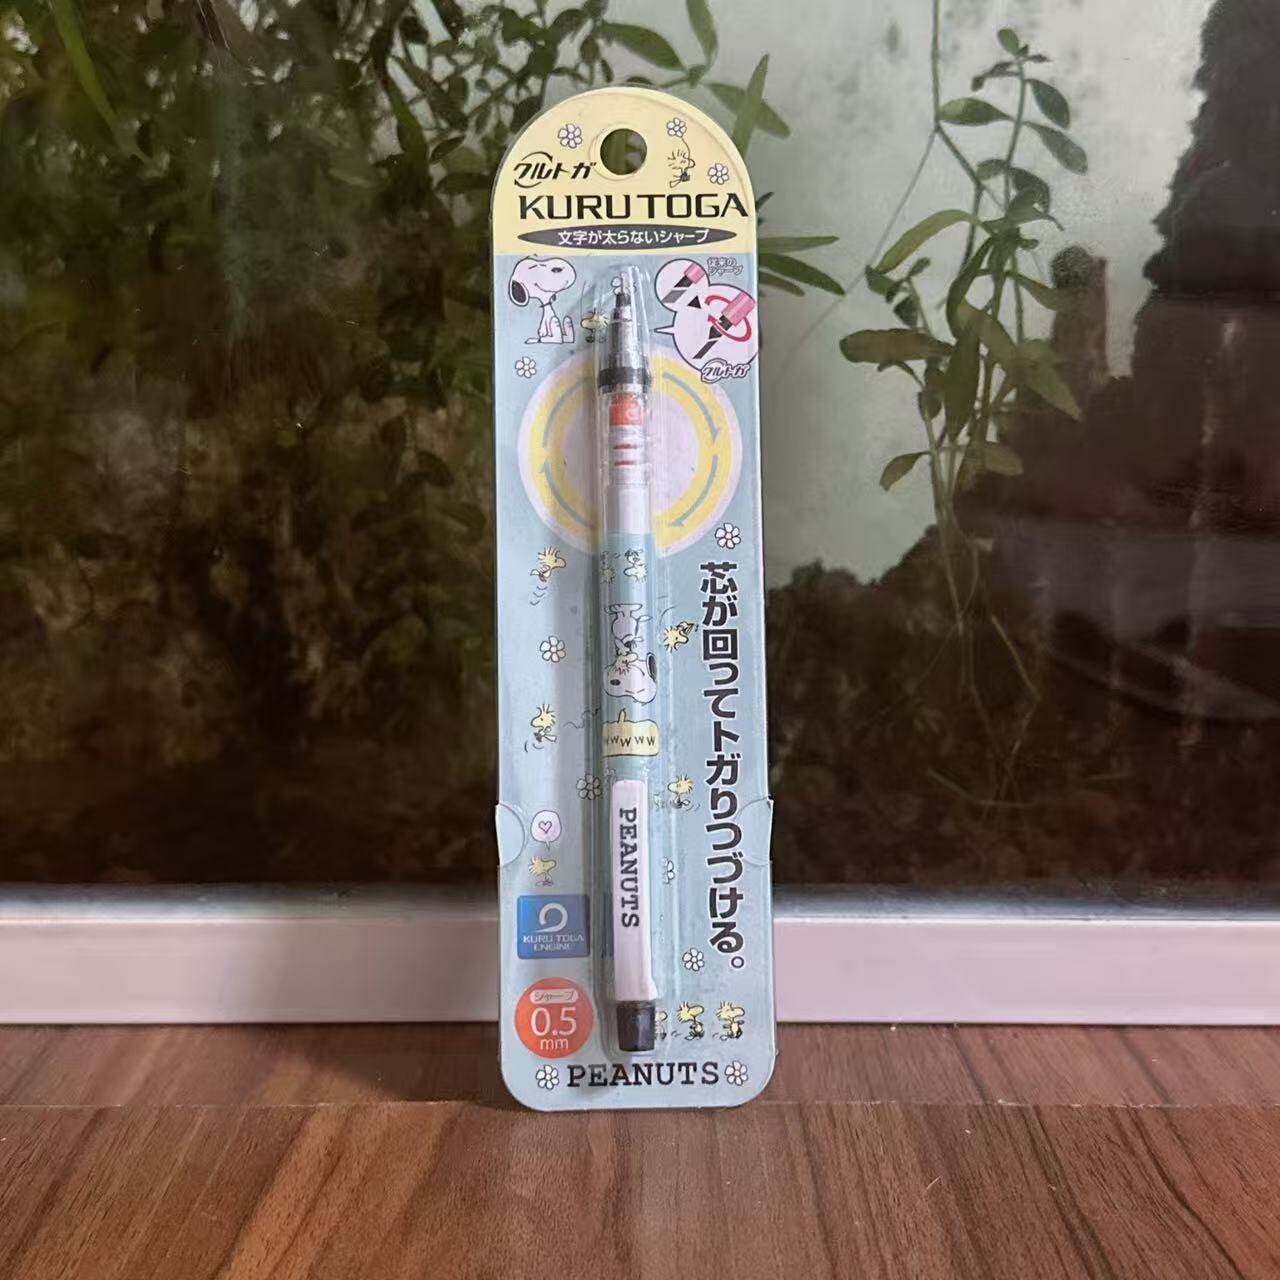 クルトガ
KURU TOGA
文字が太らないシャープ
従来の
シャープ
クルトガ
芯が回ってトガりつづける。
wwwww
PEANUTS
KURU TOGA
ENGINE
シャープ
0.5
mm
PEANUTS